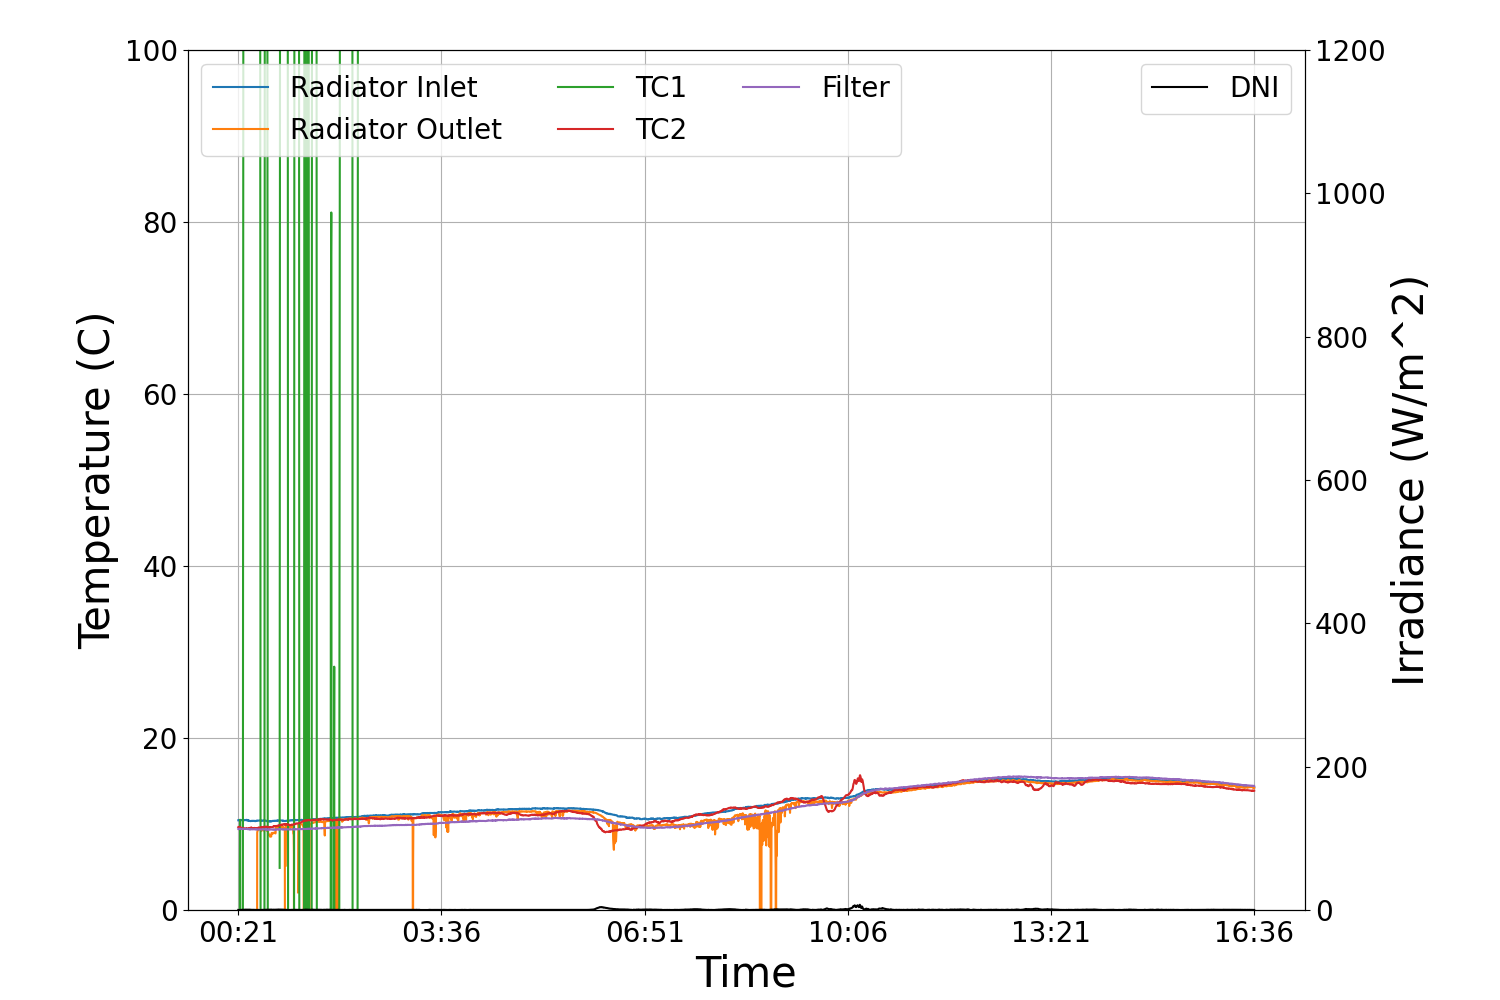 100
80
60
40
20
0
Temperature (C)
Radiator Inlet
Radiator Outlet
TC1
TC2
Filter
DNI
1200
1000
800
600
400
200
0
Irradiance (W/m^2)
00:21 03:36 06:51 10:06 13:21 16:36
Time